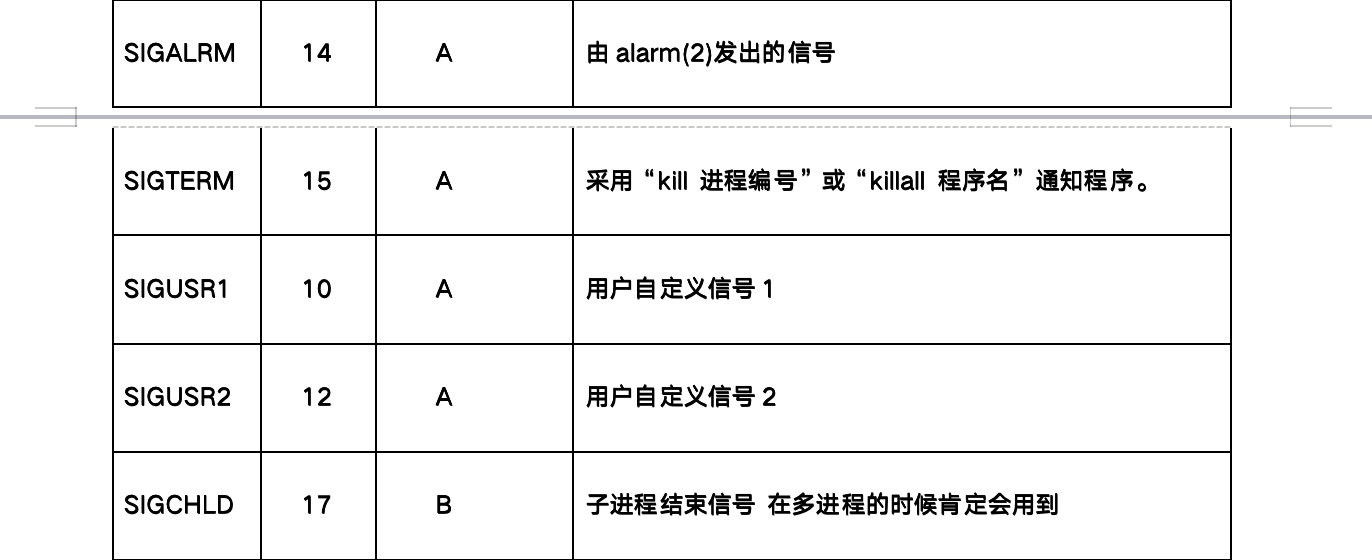 SIGALRM 14 A 由 alarm(2)发出的信号
SIGTERM 15 A 采用“kill 进程编号”或“killall 程序名”通知程序。
SIGUSR1 10 A 用户自定义信号 1
SIGUSR2 12 A 用户自定义信号 2
SIGCHLD 17 B 子进程结束信号 在多进程的时候肯定会用到